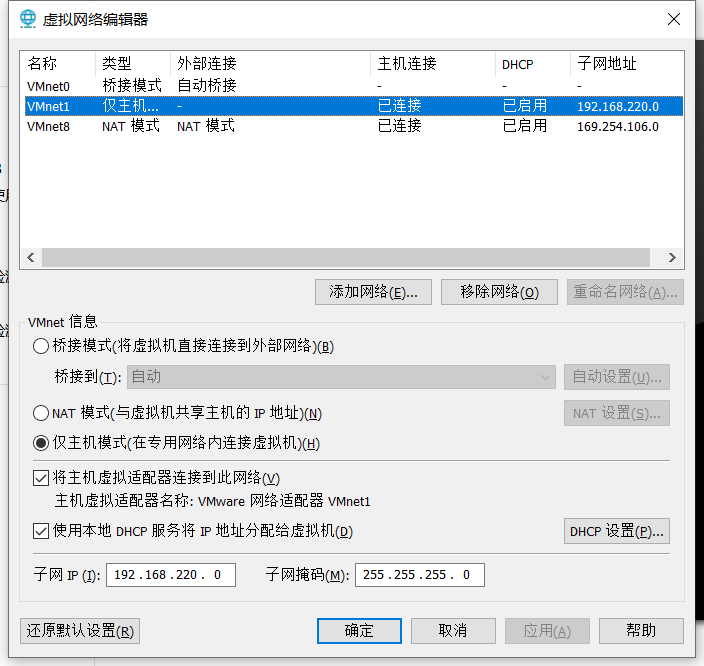 虚拟网络编辑器
名称 类型 外部连接 主机连接 DHCP 子网地址
VMnet0 桥接模式 自动桥接 - - -
VMnet1 仅主机... - 已连接 已启用 192.168.220.0
VMnet8 NAT 模式 NAT 模式 已连接 已启用 169.254.106.0
添加网络(E)... 移除网络(O) 重命名网络(A)...
VMnet 信息
桥接模式(将虚拟机直接连接到外部网络)(B)
桥接到(T): 自动 自动设置(U)...
NAT 模式(与虚拟机共享主机的 IP 地址)(N) NAT 设置(S)...
仅主机模式(在专用网络内连接虚拟机)(H)
将主机虚拟适配器连接到此网络(V)
主机虚拟适配器名称: VMware 网络适配器 VMnet1
使用本地 DHCP 服务将 IP 地址分配给虚拟机(D) DHCP 设置(P)...
子网 IP (I): 192 .168 .220 . 0 子网掩码(M): 255 .255 .255 . 0
还原默认设置(R) 确定 取消 应用(A) 帮助